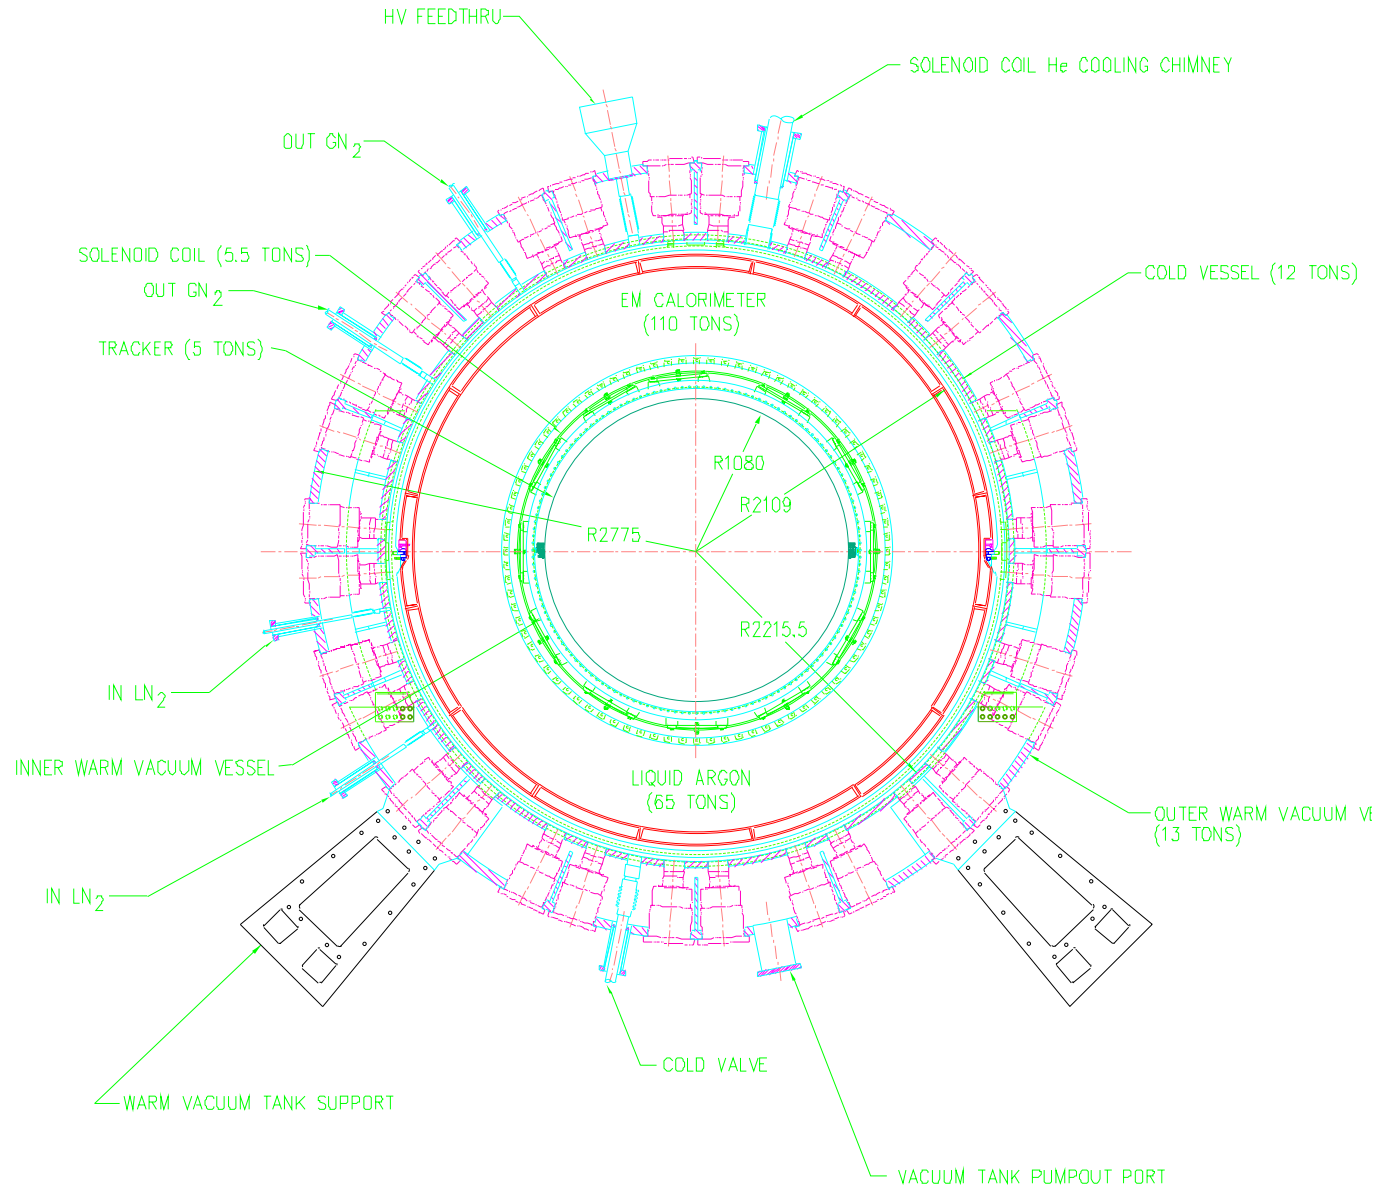 HV FEEDTHRU
SOLENOID COIL He COOLING CHIMNEY
OUT GN2
SOLENOID COIL (5.5 TONS)
COLD VESSEL (12 TONS)
OUT GN2
EM CALORIMETER
(110 TONS)
TRACKER (5 TONS)
R1080
R2109
R2775
R2215.5
IN LN2
INNER WARM VACUUM VESSEL
LIQUID ARGON
(65 TONS)
OUTER WARM VACUUM
(13 TONS)
IN LN2
COLD VALVE
WARM VACUUM TANK SUPPORT
VACUUM TANK PUMPOUT PORT